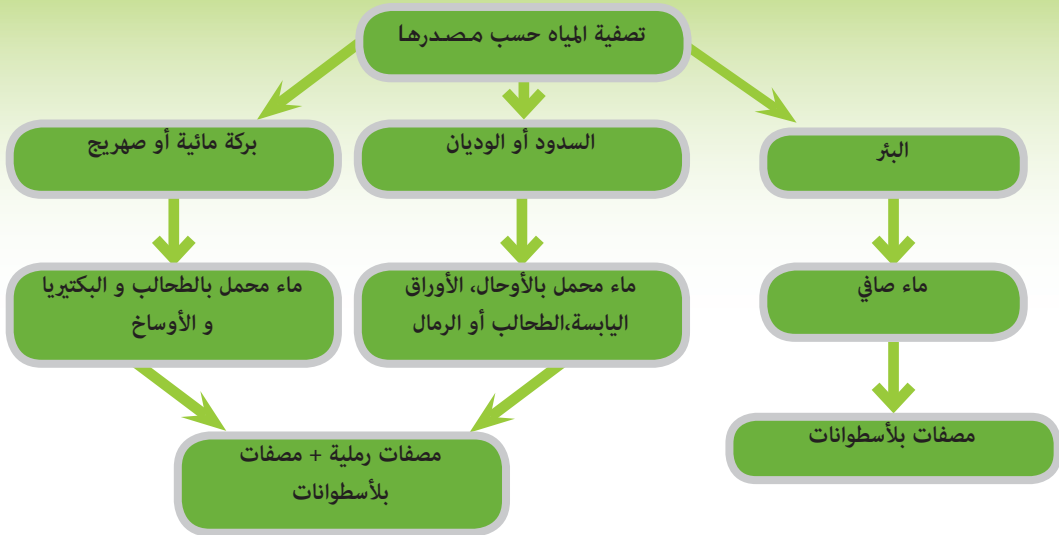 تصفية المياه حسب مصدرها
البئر
السدود أو الوديان
بركة مائية أو صهريج
ماء صافي
ماء محمل بالأوحال، الأوراق
اليابسة،الطحالب أو الرمال
ماء محمل بالطحالب و البكتيريا
و الأوساخ
مصفات بلأسطوانات
مصفات رملية + مصفات
بلأسطوانات